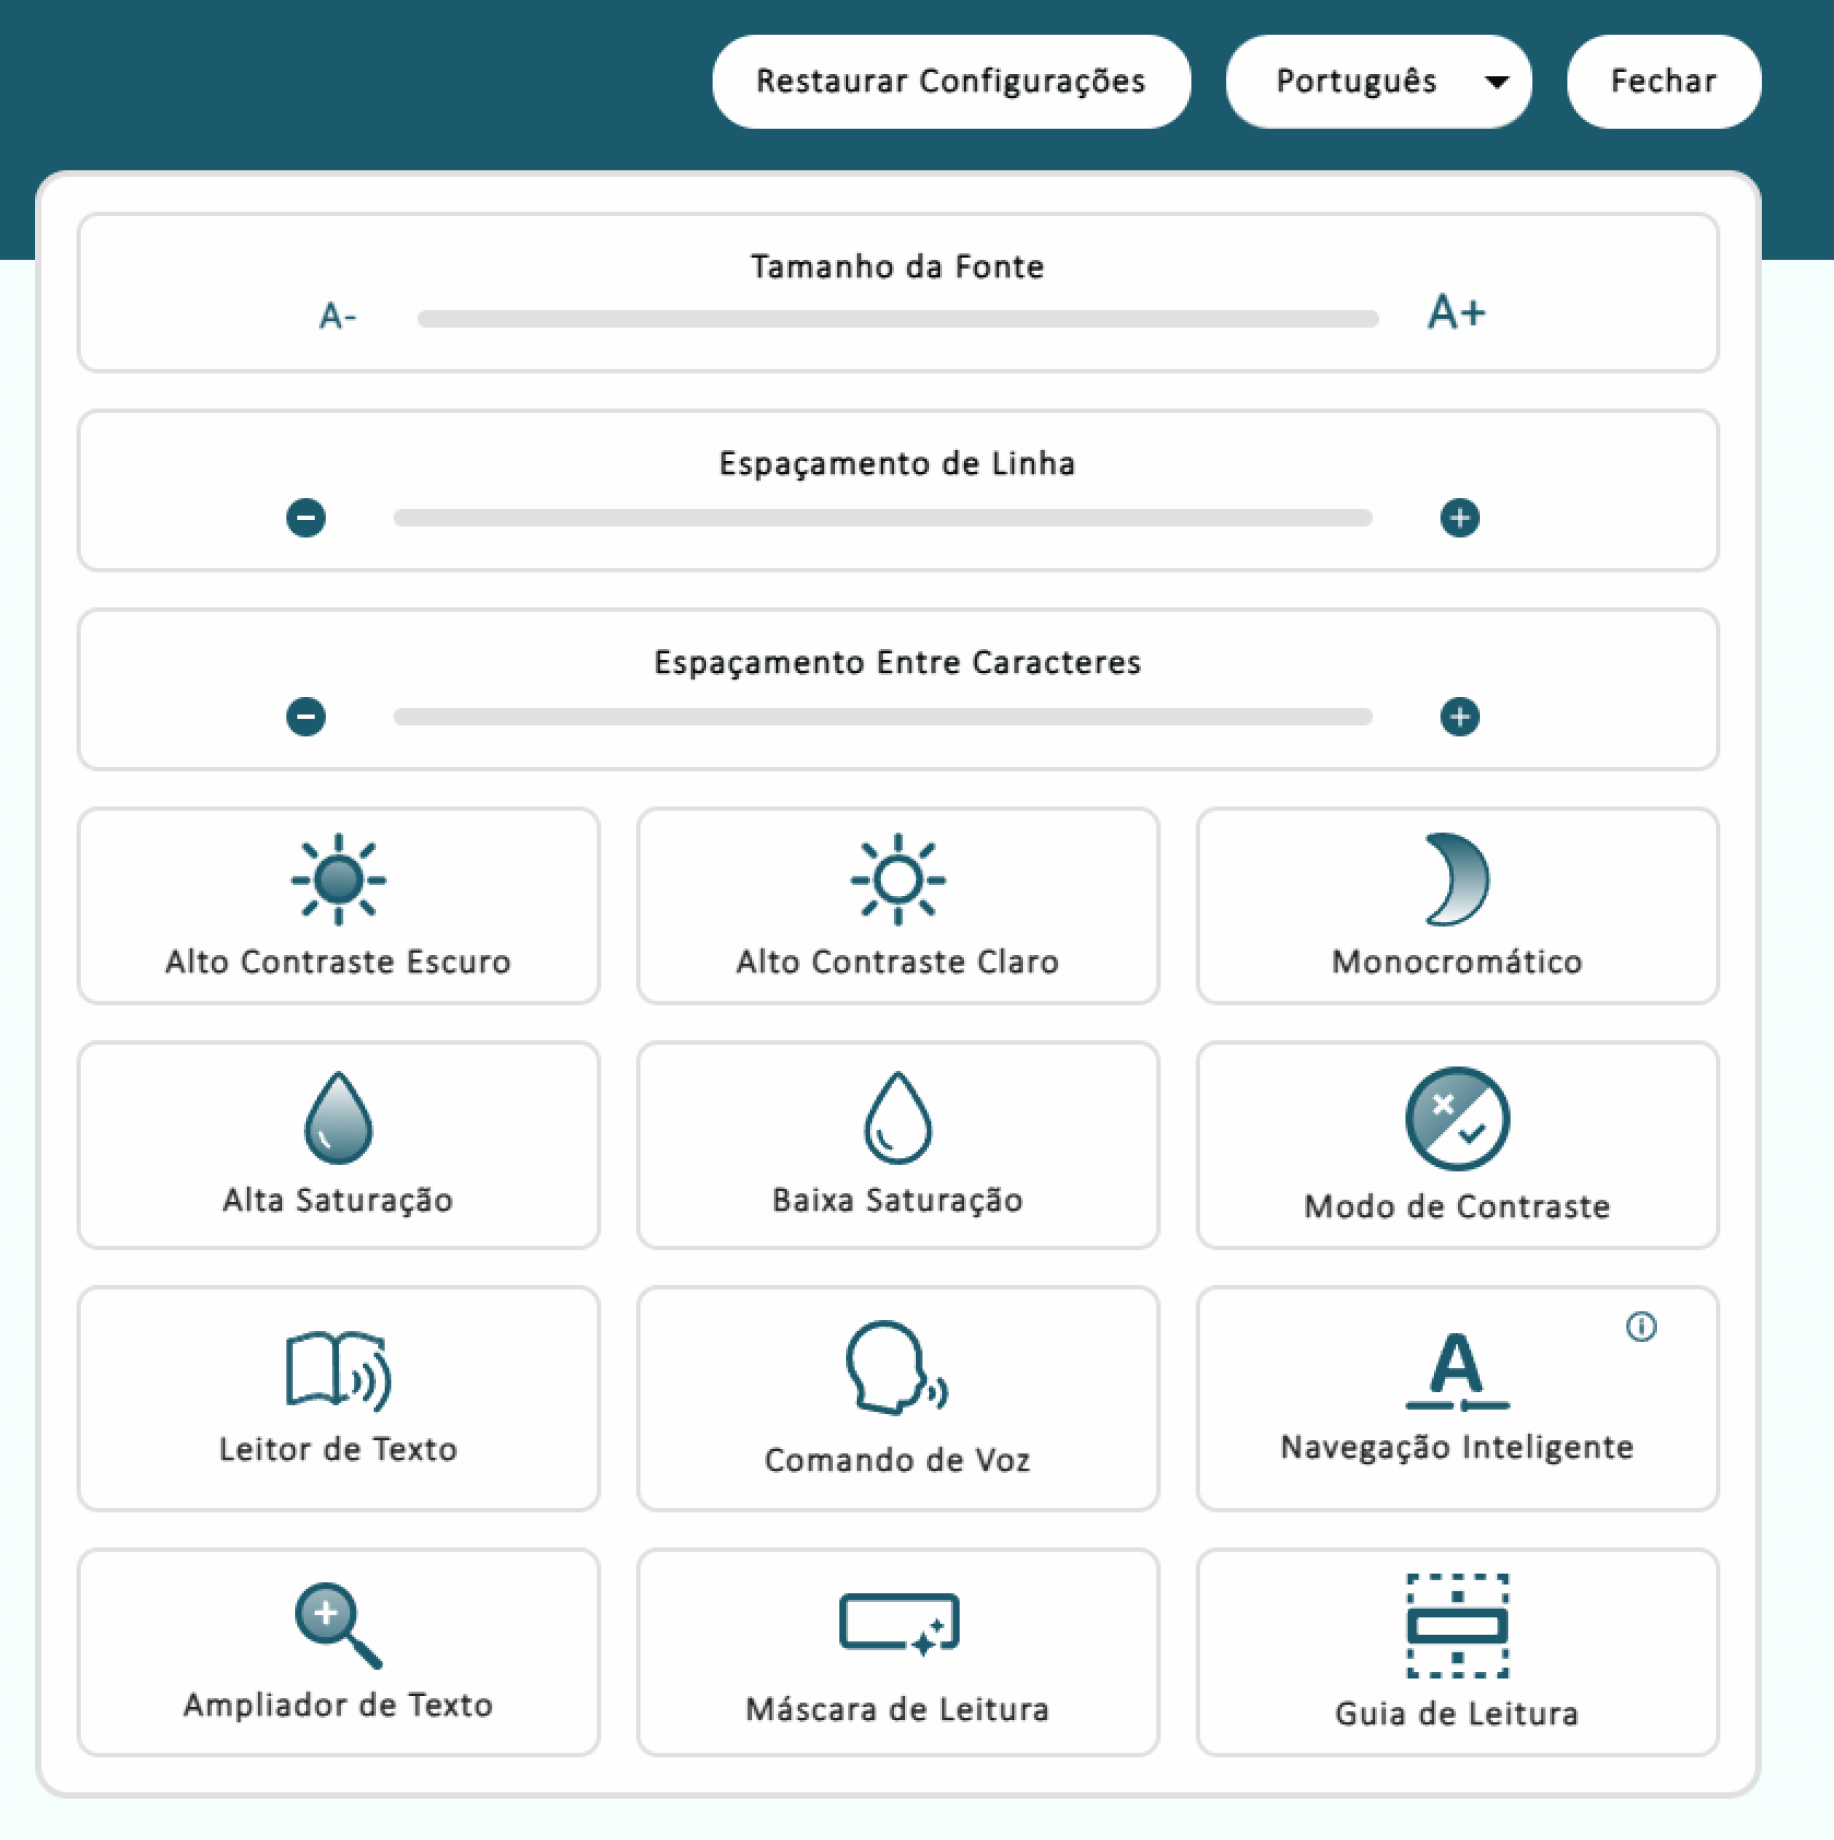 Restaurar Configurações Português Fechar
Tamanho da Fonte
A- A+
Espaçamento de Linha
Espaçamento Entre Caracteres
Alto Contraste Escuro Alto Contraste Claro Monocromático
Alta Saturação Baixa Saturação Modo de Contraste
Leitor de Texto Comando de Voz Navegação Inteligente
Ampliador de Texto Máscara de Leitura Guia de Leitura